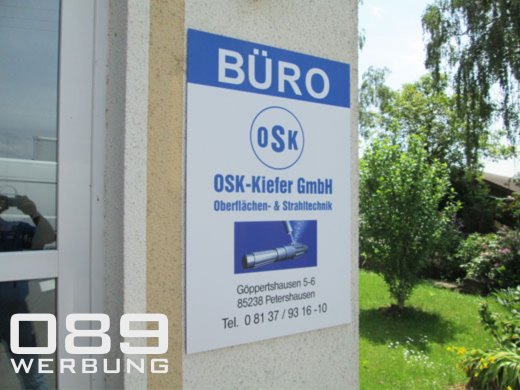 BÜRO
OSK
OSK-Kiefer GmbH
Oberflächen- & Strahltechnik
Göppertshausen 5-6
85238 Petershausen
Tel. 0 81 37 / 93 16 -10
089
WERBUNG